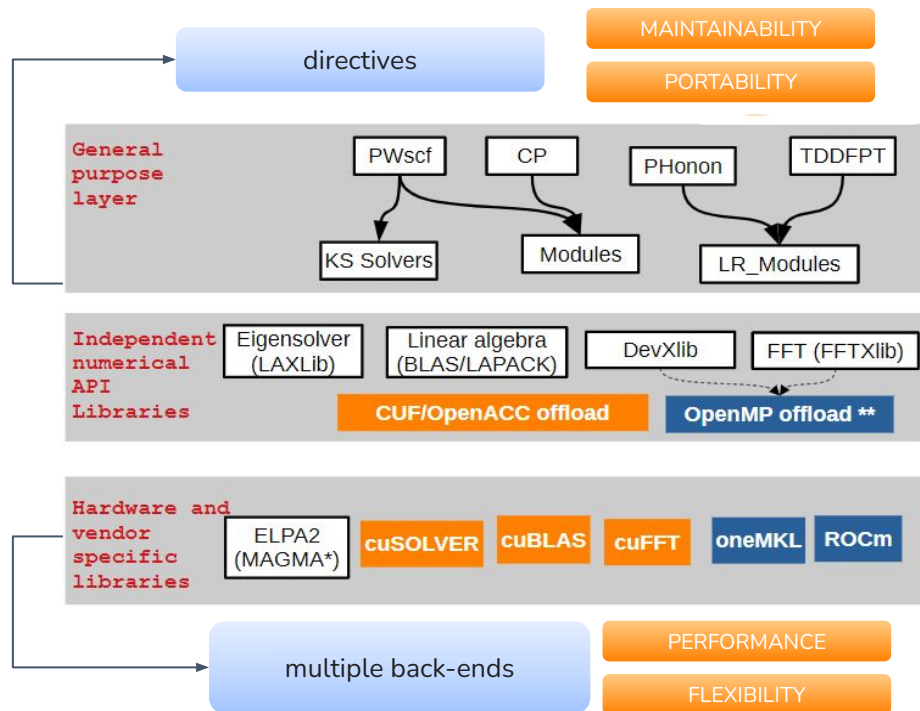 directives
MAINTAINABILITY
PORTABILITY
General
purpose
layer
PWscf
CP
PHonon
TDDFPT
KS Solvers
Modules
LR_Modules
Independent
numerical
API
Libraries
Eigensolver
(LAXLib)
Linear algebra
(BLAS/LAPACK)
DevXlib
FFT (FFTXlib)
CUF/OpenACC offload
OpenMP offload **
Hardware and
vendor
specific
libraries
ELPA2
(MAGMA*)
cuSOLVER
cuBLAS
cuFFT
oneMKL
ROCm
multiple back-ends
PERFORMANCE
FLEXIBILITY